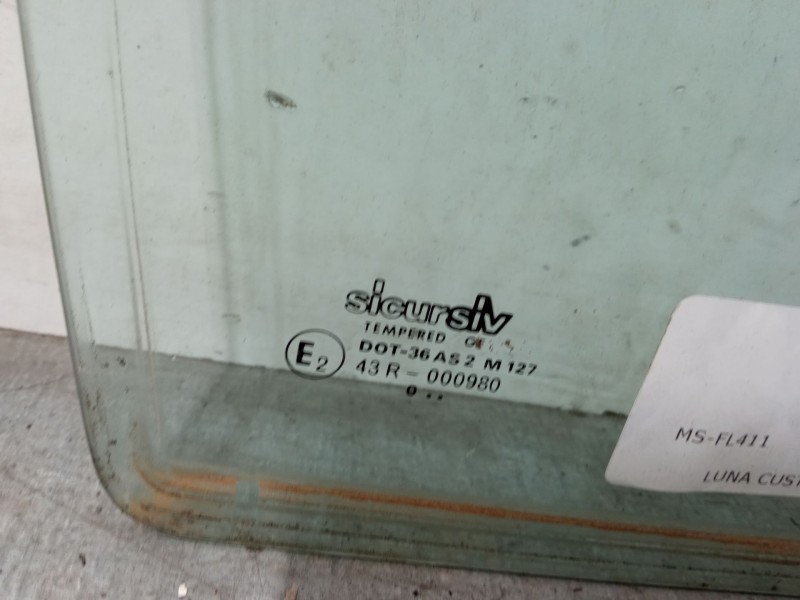 sicursiv
TEMPERED
DOT-36 AS 2 M 127
E2
43 R - 000980
MS-FL411
LUNA CUST